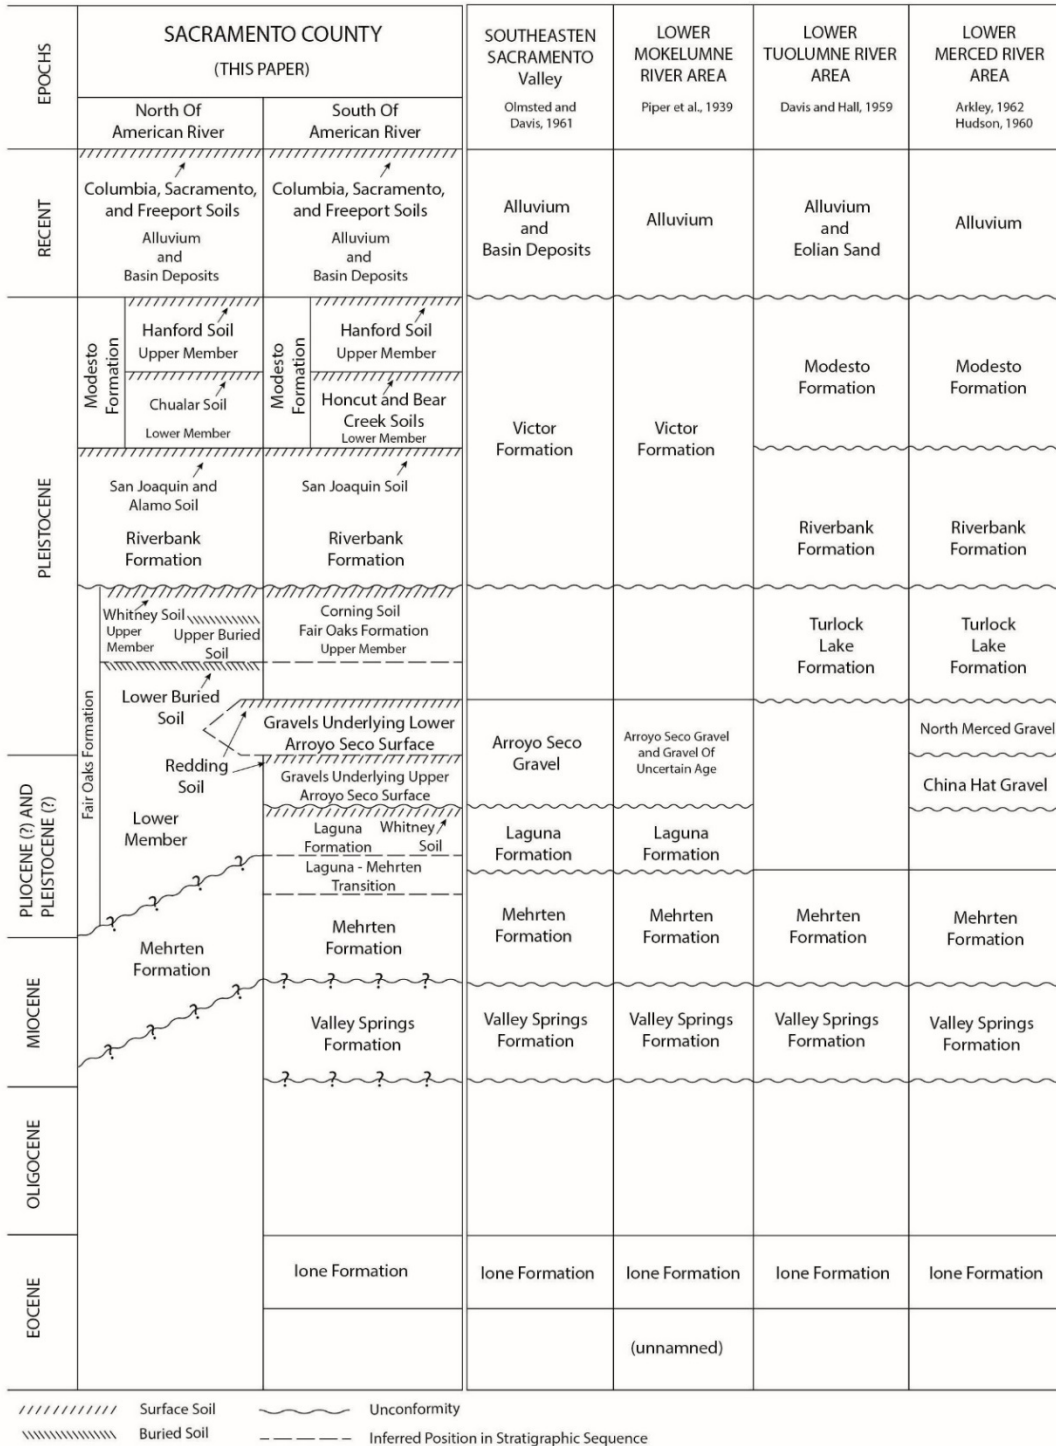 EPOCHS
SACRAMENTO COUNTY
(THIS PAPER)
North Of
American River
South Of
American River
SOUTHEASTEN
SACRAMENTO
Valley
Olmsted and
Davis, 1961
LOWER
MOKELUMNE
RIVER AREA
Piper et al., 1939
LOWER
TUOLUMNE RIVER
AREA
Davis and Hall, 1959
LOWER
MERCED RIVER
AREA
Arkley, 1962
Hudson, 1960
RECENT
Columbia, Sacramento,
and Freeport Soils
Alluvium
and
Basin Deposits
Columbia, Sacramento,
and Freeport Soils
Alluvium
and
Basin Deposits
Alluvium
and
Basin Deposits
Alluvium
Alluvium
and
Eolian Sand
Alluvium
PLEISTOCENE
Modesto
Formation
Hanford Soil
Upper Member
Chualar Soil
Lower Member
Modesto
Formation
Hanford Soil
Upper Member
Honcut and Bear
Creek Soils
Lower Member
Victor
Formation
Victor
Formation
Modesto
Formation
Modesto
Formation
San Joaquin and
Alamo Soil
Riverbank
Formation
San Joaquin Soil
Riverbank
Formation
Riverbank
Formation
Riverbank
Formation
Fair Oaks Formation
Whitney Soil
Upper
Member
Upper Buried
Soil
Lower Buried
Soil
Redding
Soil
Lower
Member
Corning Soil
Fair Oaks Formation
Upper Member
Turlock
Lake
Formation
Turlock
Lake
Formation
Gravels Underlying Lower
Arroyo Seco Surface
Arroyo Seco
Gravel
Arroyo Seco Gravel
and Gravel Of
Uncertain Age
North Merced Gravel
PLIOCENE (?) AND
PLEISTOCENE (?)
Gravels Underlying Upper
Arroyo Seco Surface
China Hat Gravel
Laguna
Formation
Whitney
Soil
Laguna
Formation
Laguna
Formation
Laguna - Mehrten
Transition
?
?
?
?
Mehrten
Formation
Mehrten
Formation
Mehrten
Formation
Mehrten
Formation
Mehrten
Formation
Mehrten
Formation
MIOCENE
?
?
?
?
?
?
?
?
Valley Springs
Formation
Valley Springs
Formation
Valley Springs
Formation
Valley Springs
Formation
Valley Springs
Formation
?
?
?
?
OLIGOCENE
EOCENE
Ione Formation
Ione Formation
Ione Formation
Ione Formation
Ione Formation
(unnamned)
Surface Soil
Unconformity
Buried Soil
Inferred Position in Stratigraphic Sequence